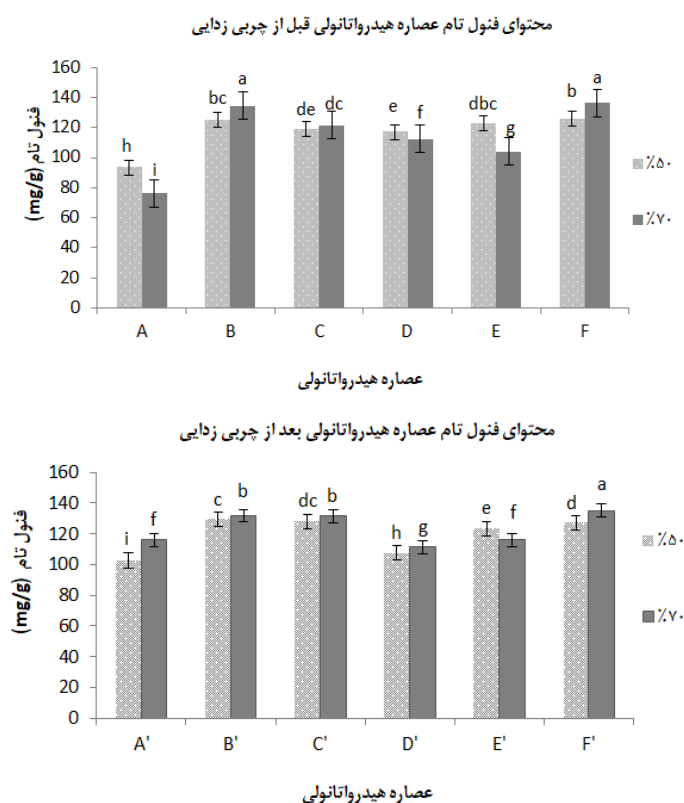 محتوای فنول تام عصاره هیدرواتانولی قبل از چربی زدایی
فنول تام (mg/g)
160
140
120
100
80
60
40
20
0
h
i
bc
a
de
dc
e
f
dbc
g
b
a
A
B
C
D
E
F
٪۵۰
٪۷۰
عصاره هیدرواتانولی
محتوای فنول تام عصاره هیدرواتانولی بعد از چربی زدایی
فنول تام (mg/g)
160
140
120
100
80
60
40
20
0
i
f
c
b
dc
b
h
g
e
f
d
a
A'
B'
C'
D'
E'
F'
٪۵۰
٪۷۰
عصاره هیدرواتانولی